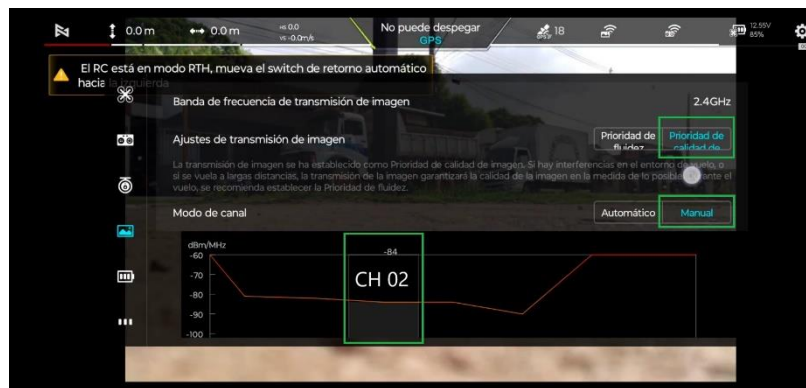 0.0 m
0.0 m
HS 0.0
VS -0.0m/s
No puede despegar
GPS
18
12.55V
85%
El RC está en modo RTH, mueva el switch de retorno automático
hacia la izquierda
Banda de frecuencia de transmisión de imagen
2.4GHz
Ajustes de transmisión de imagen
Prioridad de
fluidez
Prioridad de
calidad de
La transmisión de imagen se ha establecido como Prioridad de calidad de imagen. Si hay interferencias en el entorno de vuelo, o
si se vuela a largas distancias, la transmisión de la imagen garantizará la calidad de la imagen en la medida de lo posible. Durante el
vuelo, se recomienda establecer la Prioridad de fluidez.
Modo de canal
Automático
Manual
dBm/MHz
-60
-70
-80
-90
-100
-84
CH 02